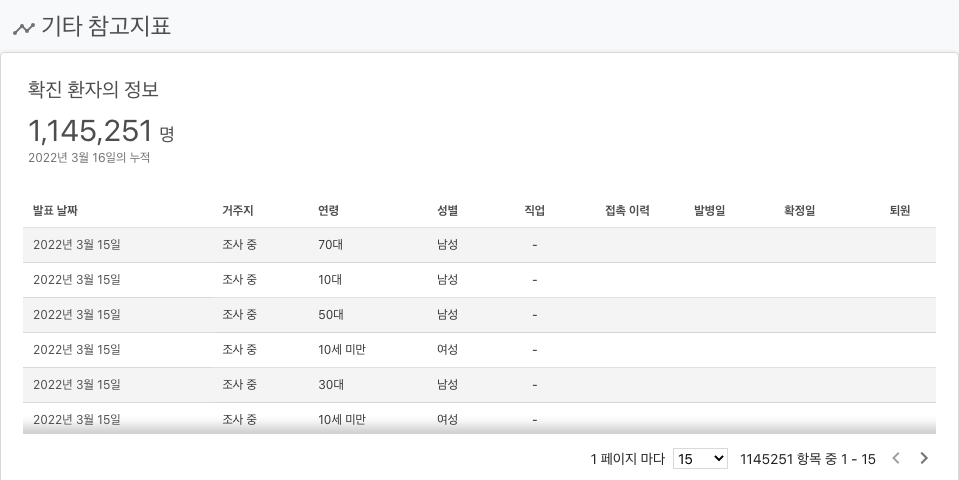 기타 참고지표
확진 환자의 정보
1,145,251 명
2022년 3월 16일의 누적
발표 날짜 거주지 연령 성별 직업 접촉 이력 발병일 확정일 퇴원
2022년 3월 15일 조사 중 70대 남성 -
2022년 3월 15일 조사 중 10대 남성 -
2022년 3월 15일 조사 중 50대 남성 -
2022년 3월 15일 조사 중 10세 미만 여성 -
2022년 3월 15일 조사 중 30대 남성 -
2022년 3월 15일 조사 중 10세 미만 여성 -
1 페이지 마다 15 1145251 항목 중 1 - 15